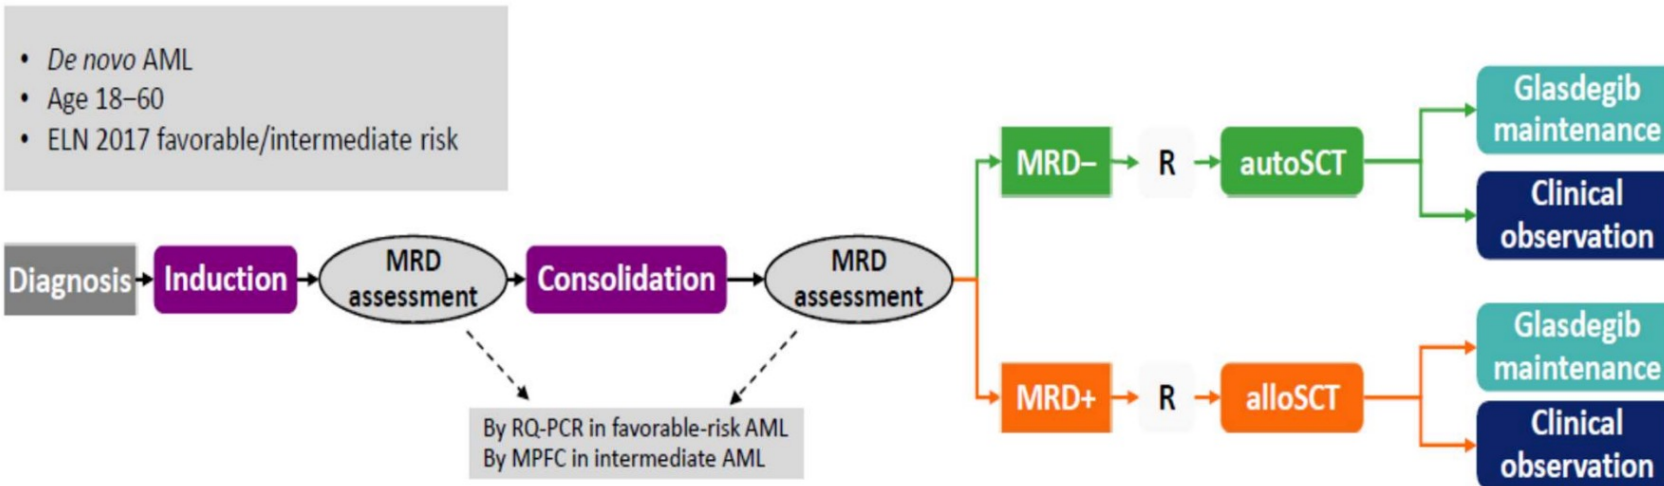 • De novo AML
• Age 18–60
• ELN 2017 favorable/intermediate risk
Diagnosis
Induction
MRD
assessment
Consolidation
MRD
assessment
By RQ-PCR in favorable-risk AML
By MPFC in intermediate AML
MRD–
R
autoSCT
Glasdegib
maintenance
Clinical
observation
MRD+
R
alloSCT
Glasdegib
maintenance
Clinical
observation